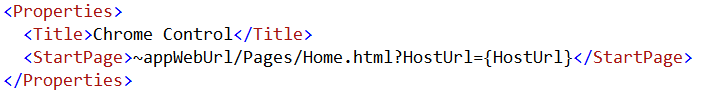 <Properties>
<Title>Chrome Control</Title>
<StartPage>~appWebUrl/Pages/Home.html?HostUrl={HostUrl}</StartPage>
</Properties>